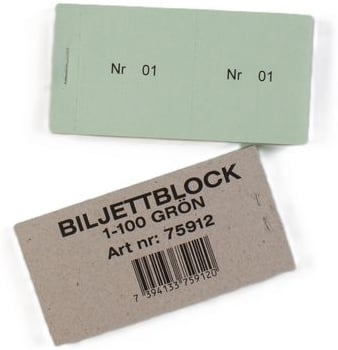 Nr 01 Nr 01
BILJETTBLOCK
1-100 GRÖN
Art nr: 75912
7 394133 759120